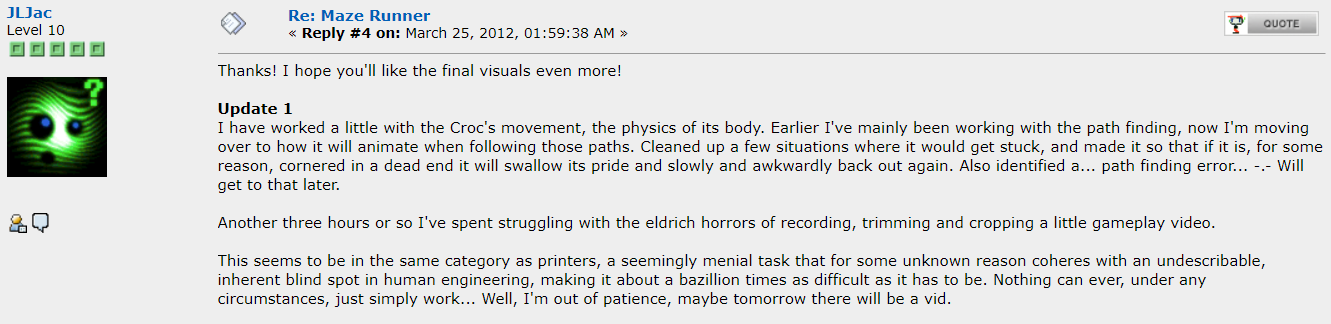 JLJac
Level 10
Re: Maze Runner
« Reply #4 on: March 25, 2012, 01:59:38 AM »
QUOTE
Thanks! I hope you'll like the final visuals even more!
Update 1
I have worked a little with the Croc's movement, the physics of its body. Earlier I've mainly been working with the path finding, now I'm moving
over to how it will animate when following those paths. Cleaned up a few situations where it would get stuck, and made it so that if it is, for some
reason, cornered in a dead end it will swallow its pride and slowly and awkwardly back out again. Also identified a... path finding error... -.- Will
get to that later.
Another three hours or so I've spent struggling with the eldrich horrors of recording, trimming and cropping a little gameplay video.
This seems to be in the same category as printers, a seemingly menial task that for some unknown reason coheres with an undescribable,
inherent blind spot in human engineering, making it about a bazillion times as difficult as it has to be. Nothing can ever, under any
circumstances, just simply work... Well, I'm out of patience, maybe tomorrow there will be a vid.